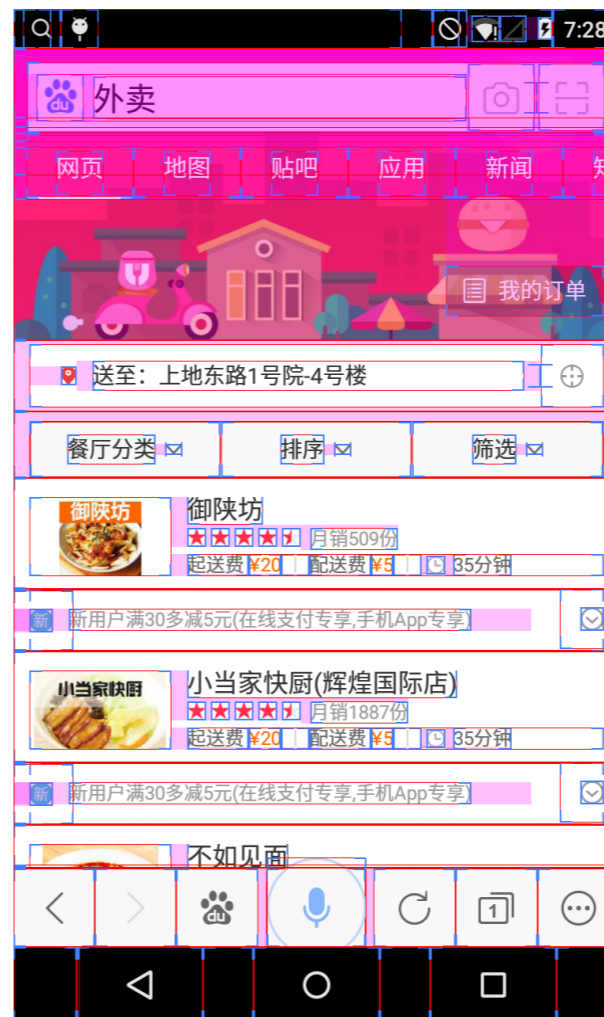 7:28
du 外卖
网页 地图 贴吧 应用 新闻
我的订单
送至：上地东路1号院-4号楼
餐厅分类 排序 筛选
御陕坊
御陕坊
月销509份
起送费 ¥20 配送费 ¥5 35分钟
新 新用户满30多减5元(在线支付专享,手机App专享)
小当家快厨
小当家快厨(辉煌国际店)
月销1887份
起送费 ¥20 配送费 ¥5 35分钟
新 新用户满30多减5元(在线支付专享,手机App专享)
不如见面
du 1